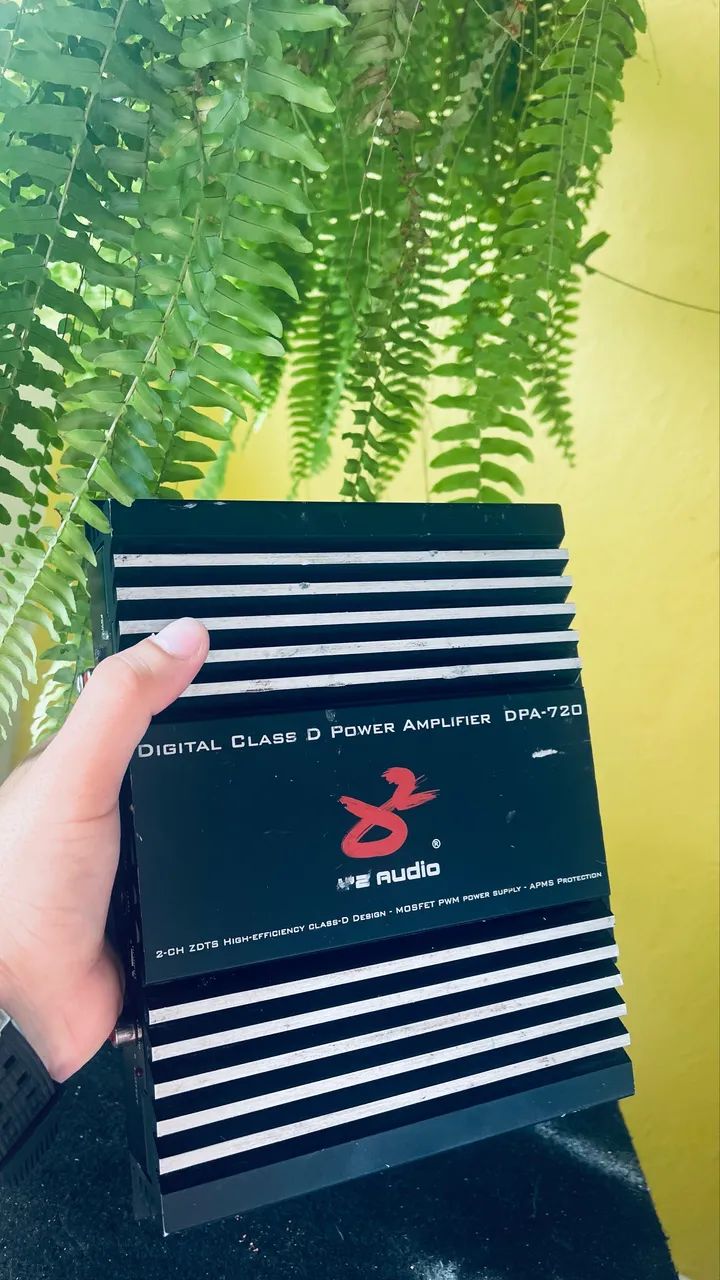 Digital Class D Power Amplifier DPA-720
®
Audio
2-CH ZDTS High-efficiency class-D Design - MOSFET PWM power supply - APMS Protection